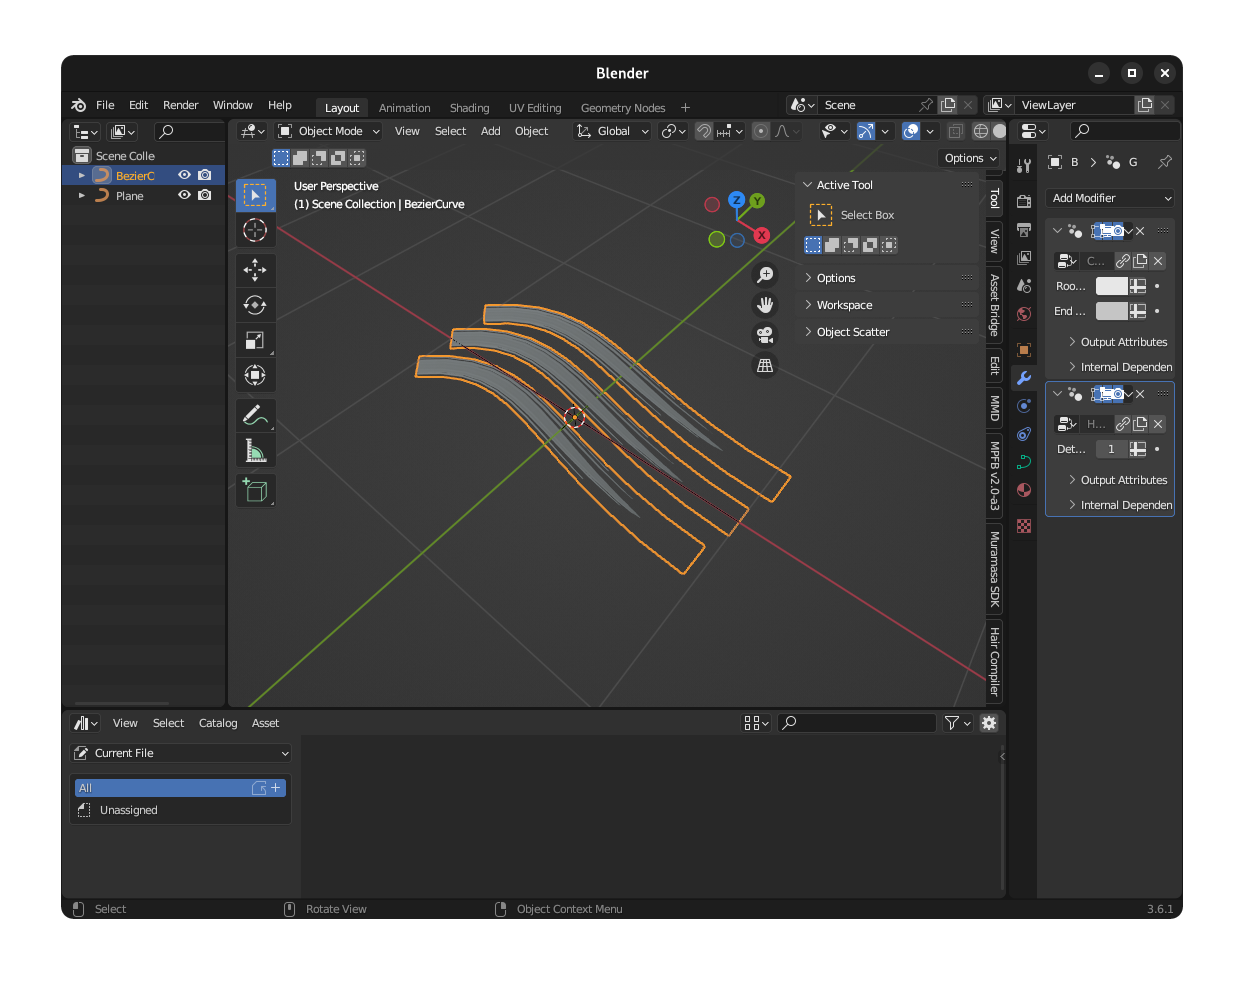 Blender
File Edit Render Window Help
Layout Animation Shading UV Editing Geometry Nodes +
Scene
ViewLayer
Object Mode View Select Add Object
Global
Options
Scene Colle
BezierC
Plane
User Perspective
(1) Scene Collection | BezierCurve
Z
Y
X
Active Tool
Select Box
Options
Workspace
Object Scatter
Tool
View
Asset Bridge
Edit
MMD
MPFB v2.0-a3
Muramasa SDK
Hair Compiler
B > G
Add Modifier
C...
Roo...
End ...
Output Attributes
Internal Dependen
H...
Det... 1
Output Attributes
Internal Dependen
View Select Catalog Asset
Current File
All
Unassigned
Select
Rotate View
Object Context Menu
3.6.1